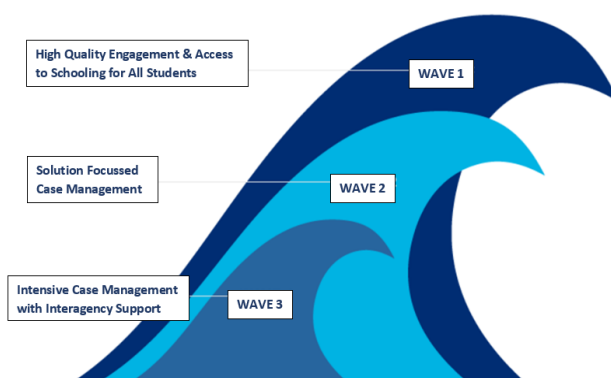 High Quality Engagement & Access
to Schooling for All Students
WAVE 1
Solution Focussed
Case Management
WAVE 2
Intensive Case Management
with Interagency Support
WAVE 3